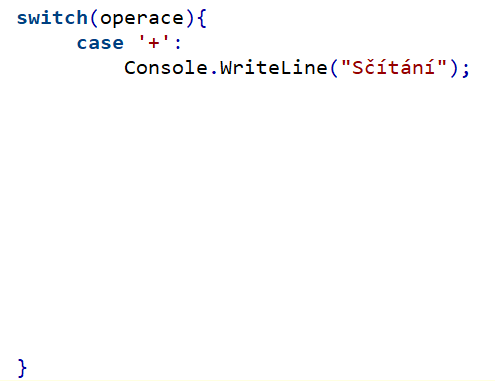 switch(operace){
case '+':
Console.WriteLine("Sčítání");
}